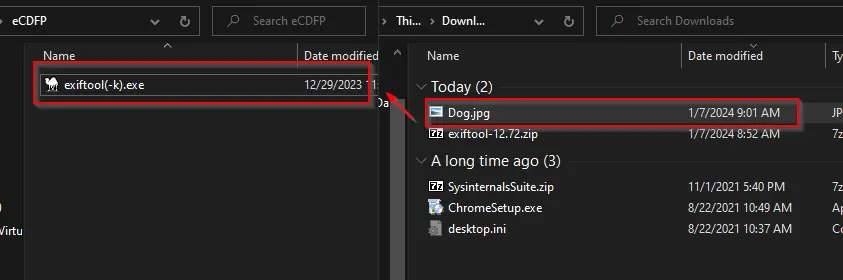 eCDFP
Search eCDFP
Name
Date modified
exiftool(-k).exe
12/29/2023
Virtu
Thi...
Downl...
Search Downloads
Name
Date modified
Ty
Today (2)
Dog.jpg
1/7/2024 9:01 AM
JP
exiftool-12.72.zip
1/7/2024 8:52 AM
7z
A long time ago (3)
SysinternalsSuite.zip
11/1/2021 5:40 PM
7z
ChromeSetup.exe
8/22/2021 10:49 AM
Ap
desktop.ini
8/22/2021 10:37 AM
Co